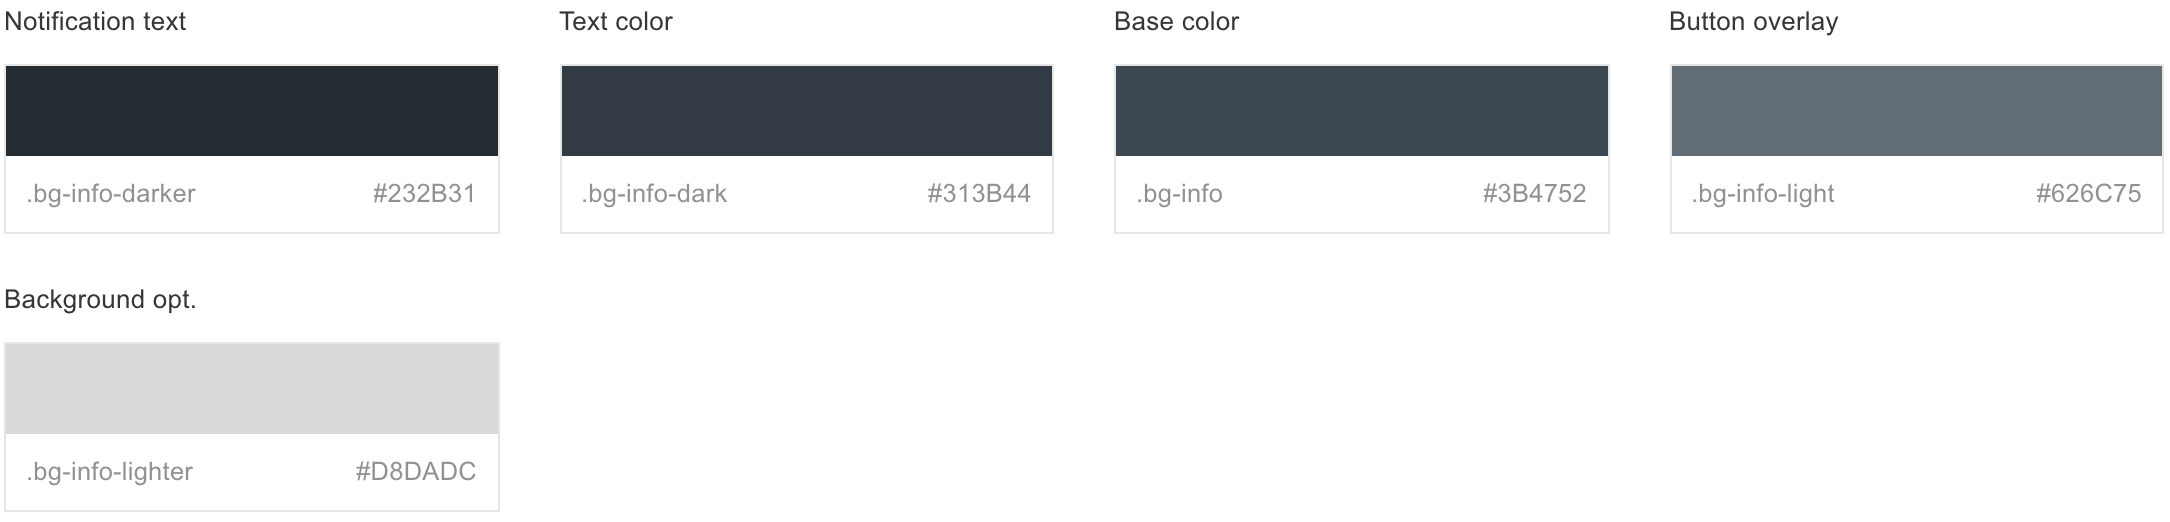 Notification text
Text color
Base color
Button overlay
.bg-info-darker #232B31
.bg-info-dark #313B44
.bg-info #3B4752
.bg-info-light #626C75
Background opt.
.bg-info-lighter #D8DADC